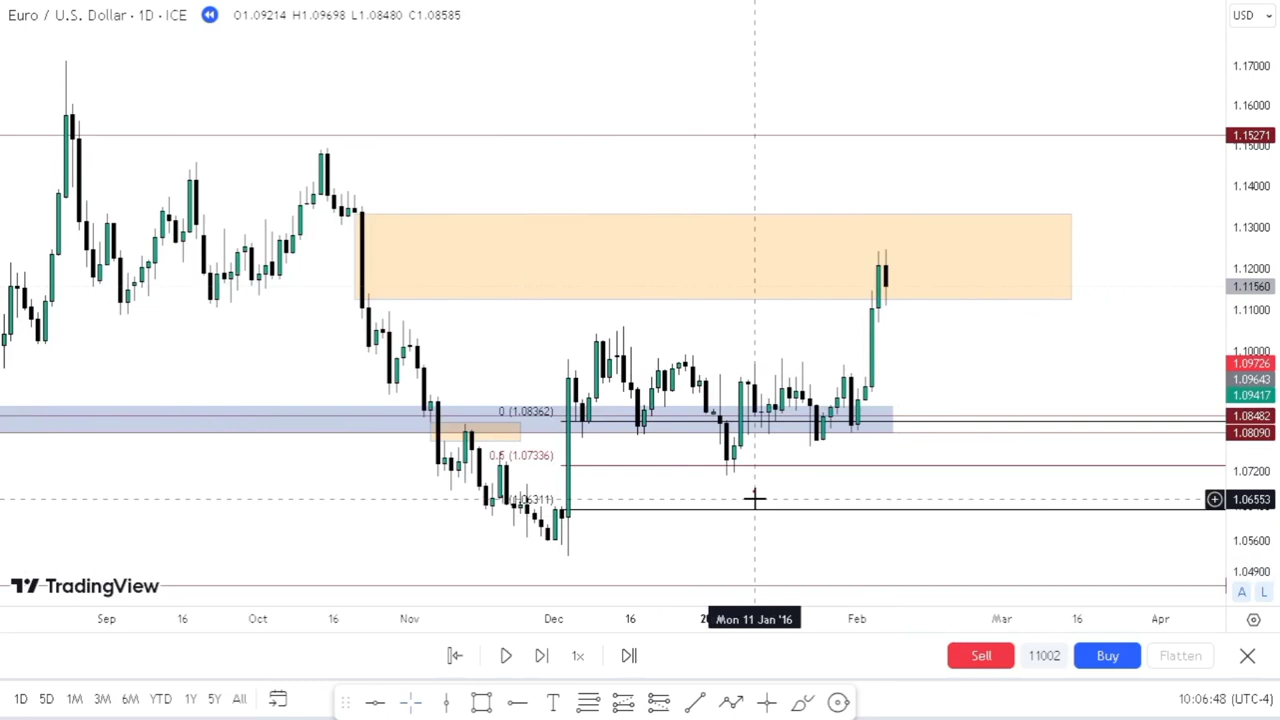 Euro / U.S. Dollar · 1D · ICE O1.09214 H1.09698 L1.08480 C1.08585
USD
1.17000
1.16000
1.15271
1.15000
1.14000
1.13000
1.12000
1.11560
1.11000
1.10000
1.09726
1.09643
1.09417
0 (1.08362)
1.08482
1.08090
0.5 (1.07336)
1.07200
1.06553
1.05600
1.04900
TradingView
A L
Sep 16 Oct 16 Nov Dec 16 Mon 11 Jan '16 Feb Mar 16 Apr
1x
Sell 11002 Buy Flatten
1D 5D 1M 3M 6M YTD 1Y 5Y All
T
10:06:48 (UTC-4)